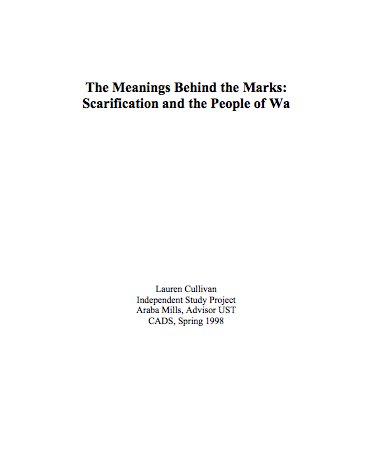 The Meanings Behind the Marks:
Scarification and the People of Wa
Lauren Cullivan
Independent Study Project
Araba Mills, Advisor UST
CADS, Spring 1998